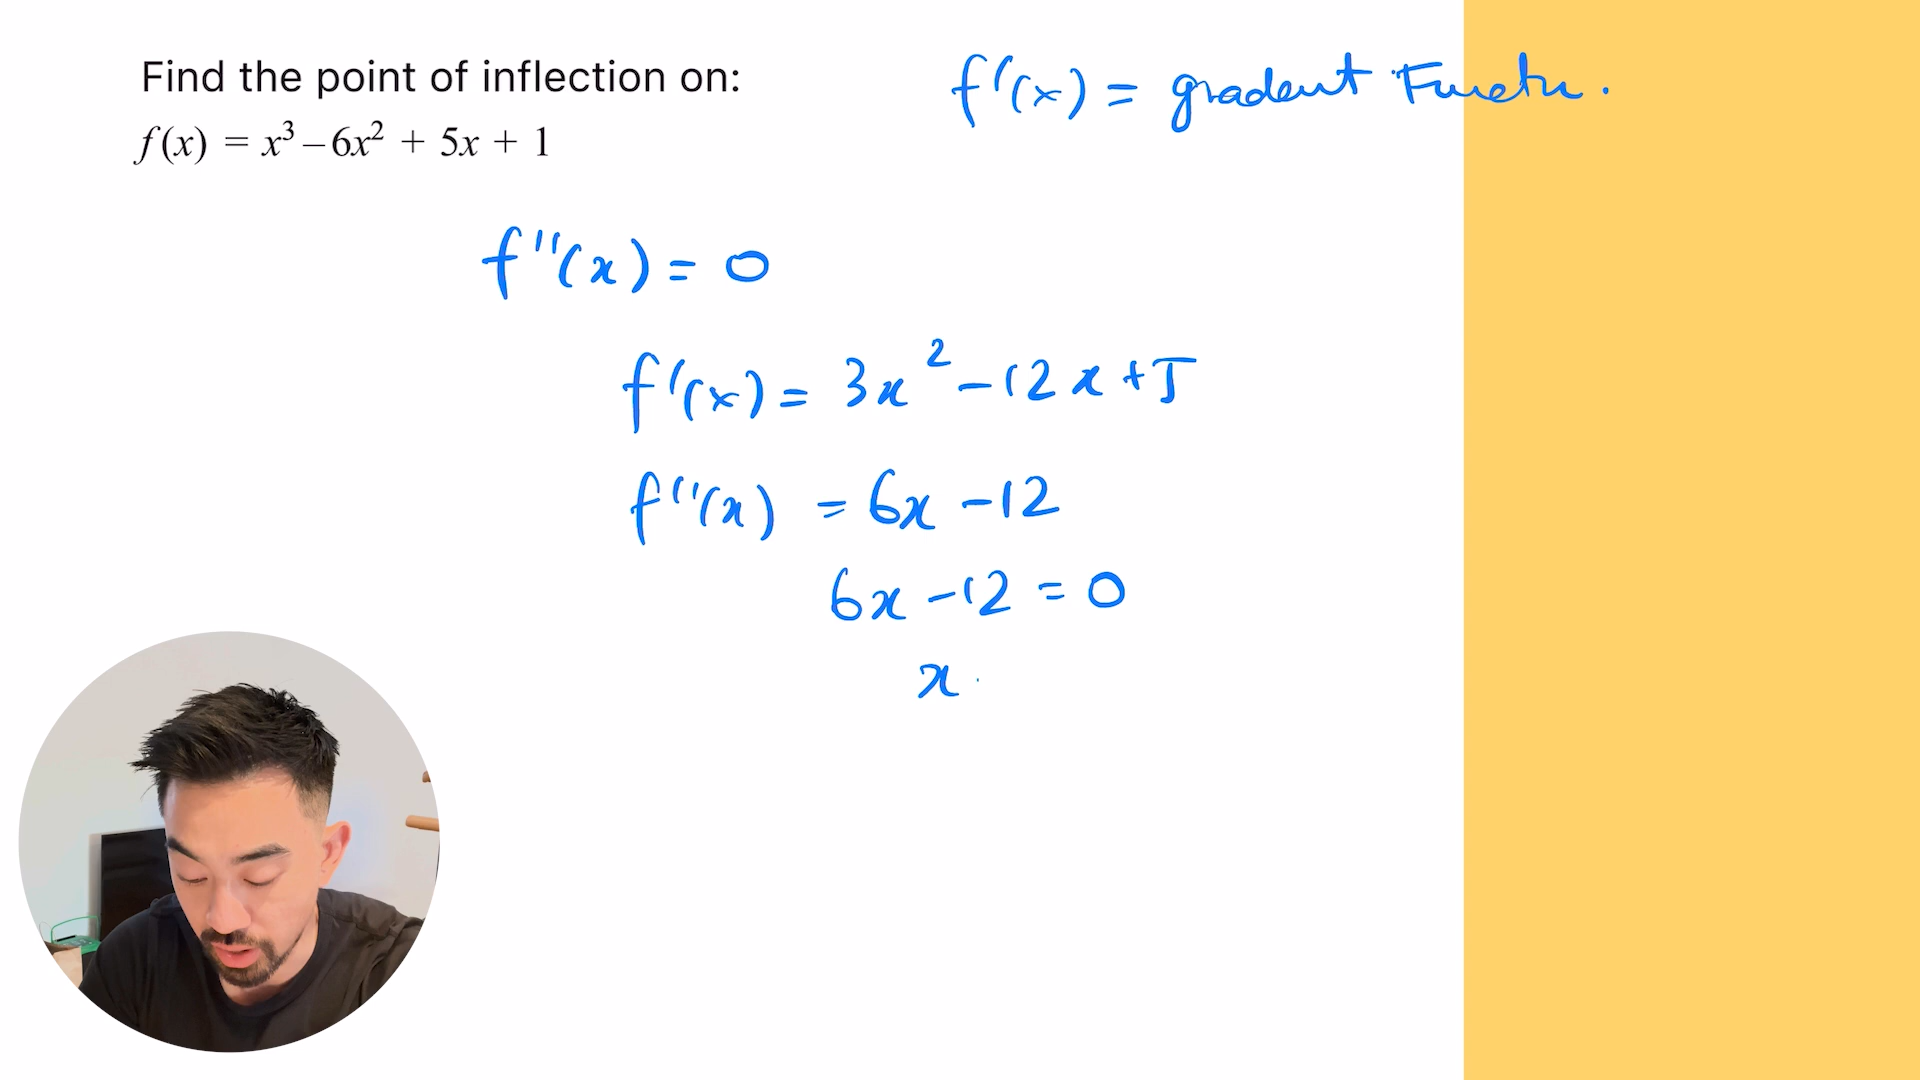 Find the point of inflection on:
f(x) = x³ – 6x² + 5x + 1
f'(x) = gradent Functn.
f''(x) = 0
f'(x) = 3x² - 12x + 5
f''(x) = 6x - 12
6x - 12 = 0
x